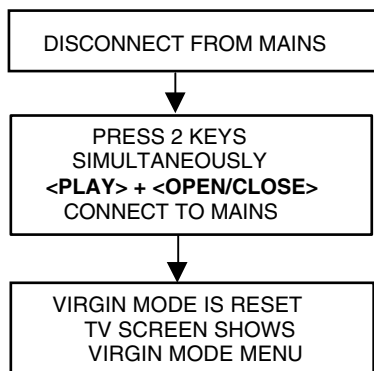 DISCONNECT FROM MAINS
PRESS 2 KEYS
SIMULTANEOUSLY
<PLAY> + <OPEN/CLOSE>
CONNECT TO MAINS
VIRGIN MODE IS RESET
TV SCREEN SHOWS
VIRGIN MODE MENU